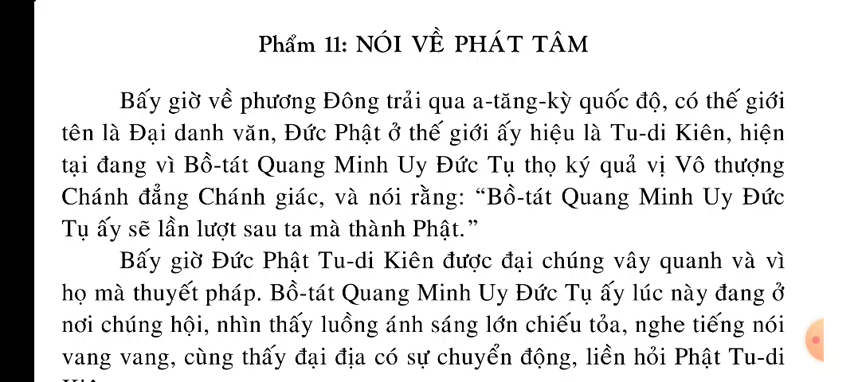 Phẩm 11: NÓI VỀ PHÁT TÂM
Bấy giờ về phương Đông trải qua a-tăng-kỳ quốc độ, có thế giới
tên là Đại danh văn, Đức Phật ở thế giới ấy hiệu là Tu-di Kiên, hiện
tại đang vì Bồ-tát Quang Minh Uy Đức Tụ thọ ký quả vị Vô thượng
Chánh đẳng Chánh giác, và nói rằng: “Bồ-tát Quang Minh Uy Đức
Tụ ấy sẽ lần lượt sau ta mà thành Phật.”
Bấy giờ Đức Phật Tu-di Kiên được đại chúng vây quanh và vì
họ mà thuyết pháp. Bồ-tát Quang Minh Uy Đức Tụ ấy lúc này đang ở
nơi chúng hội, nhìn thấy luồng ánh sáng lớn chiếu tỏa, nghe tiếng nói
vang vang, cùng thấy đại địa có sự chuyển động, liền hỏi Phật Tu-di